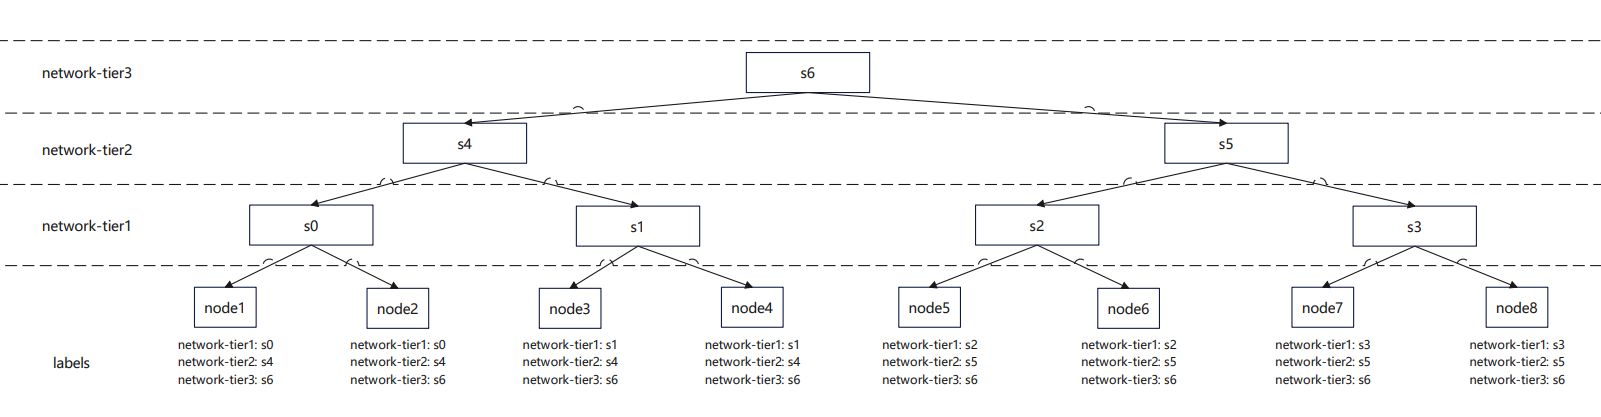 network-tier3
s6
network-tier2
s4
s5
network-tier1
s0
s1
s2
s3
node1
node2
node3
node4
node5
node6
node7
node8
labels
network-tier1: s0
network-tier2: s4
network-tier3: s6
network-tier1: s0
network-tier2: s4
network-tier3: s6
network-tier1: s1
network-tier2: s4
network-tier3: s6
network-tier1: s1
network-tier2: s4
network-tier3: s6
network-tier1: s2
network-tier2: s5
network-tier3: s6
network-tier1: s2
network-tier2: s5
network-tier3: s6
network-tier1: s3
network-tier2: s5
network-tier3: s6
network-tier1: s3
network-tier2: s5
network-tier3: s6